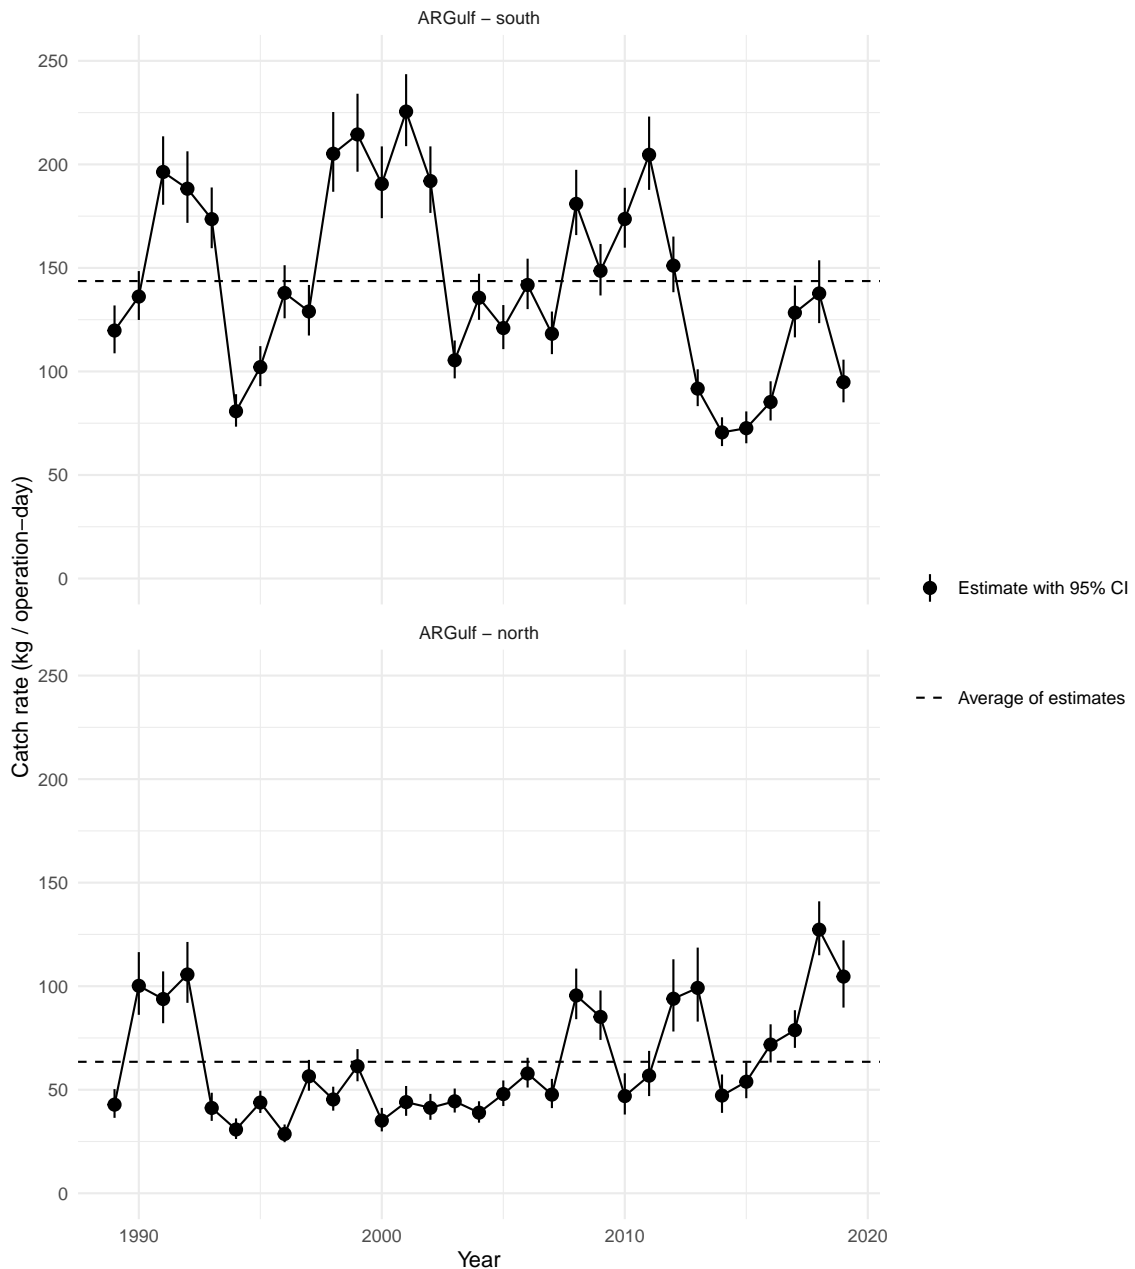 ARGulf − south
250
200
150
100
50
0
Catch rate (kg / operation−day)
Estimate with 95% CI
Average of estimates
ARGulf − north
250
200
150
100
50
0
1990 2000 2010 2020
Year